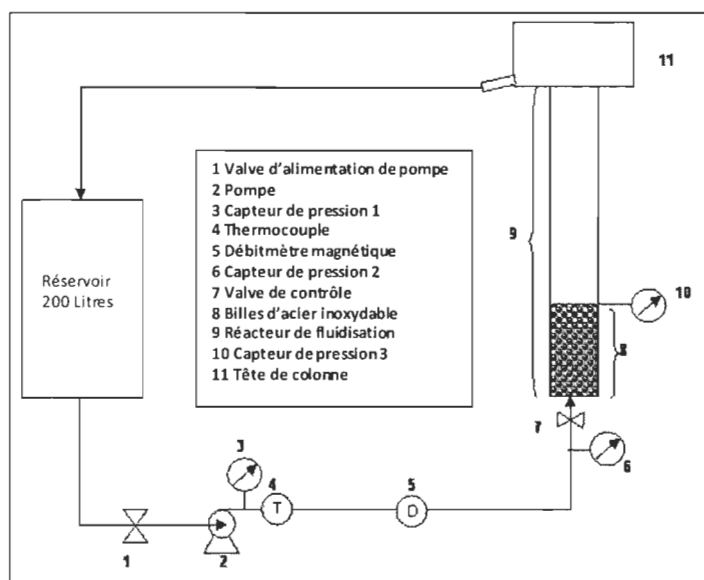 11
1 Valve d'alimentation de pompe
2 Pompe
3 Capteur de pression 1
4 Thermocouple
5 Débitmètre magnétique
6 Capteur de pression 2
7 Valve de contrôle
8 Billes d'acier inoxydable
9 Réacteur de fluidisation
10 Capteur de pression 3
11 Tête de colonne
9
Réservoir
200 Litres
10
8
7
3
4
5
6
T
D
1
2